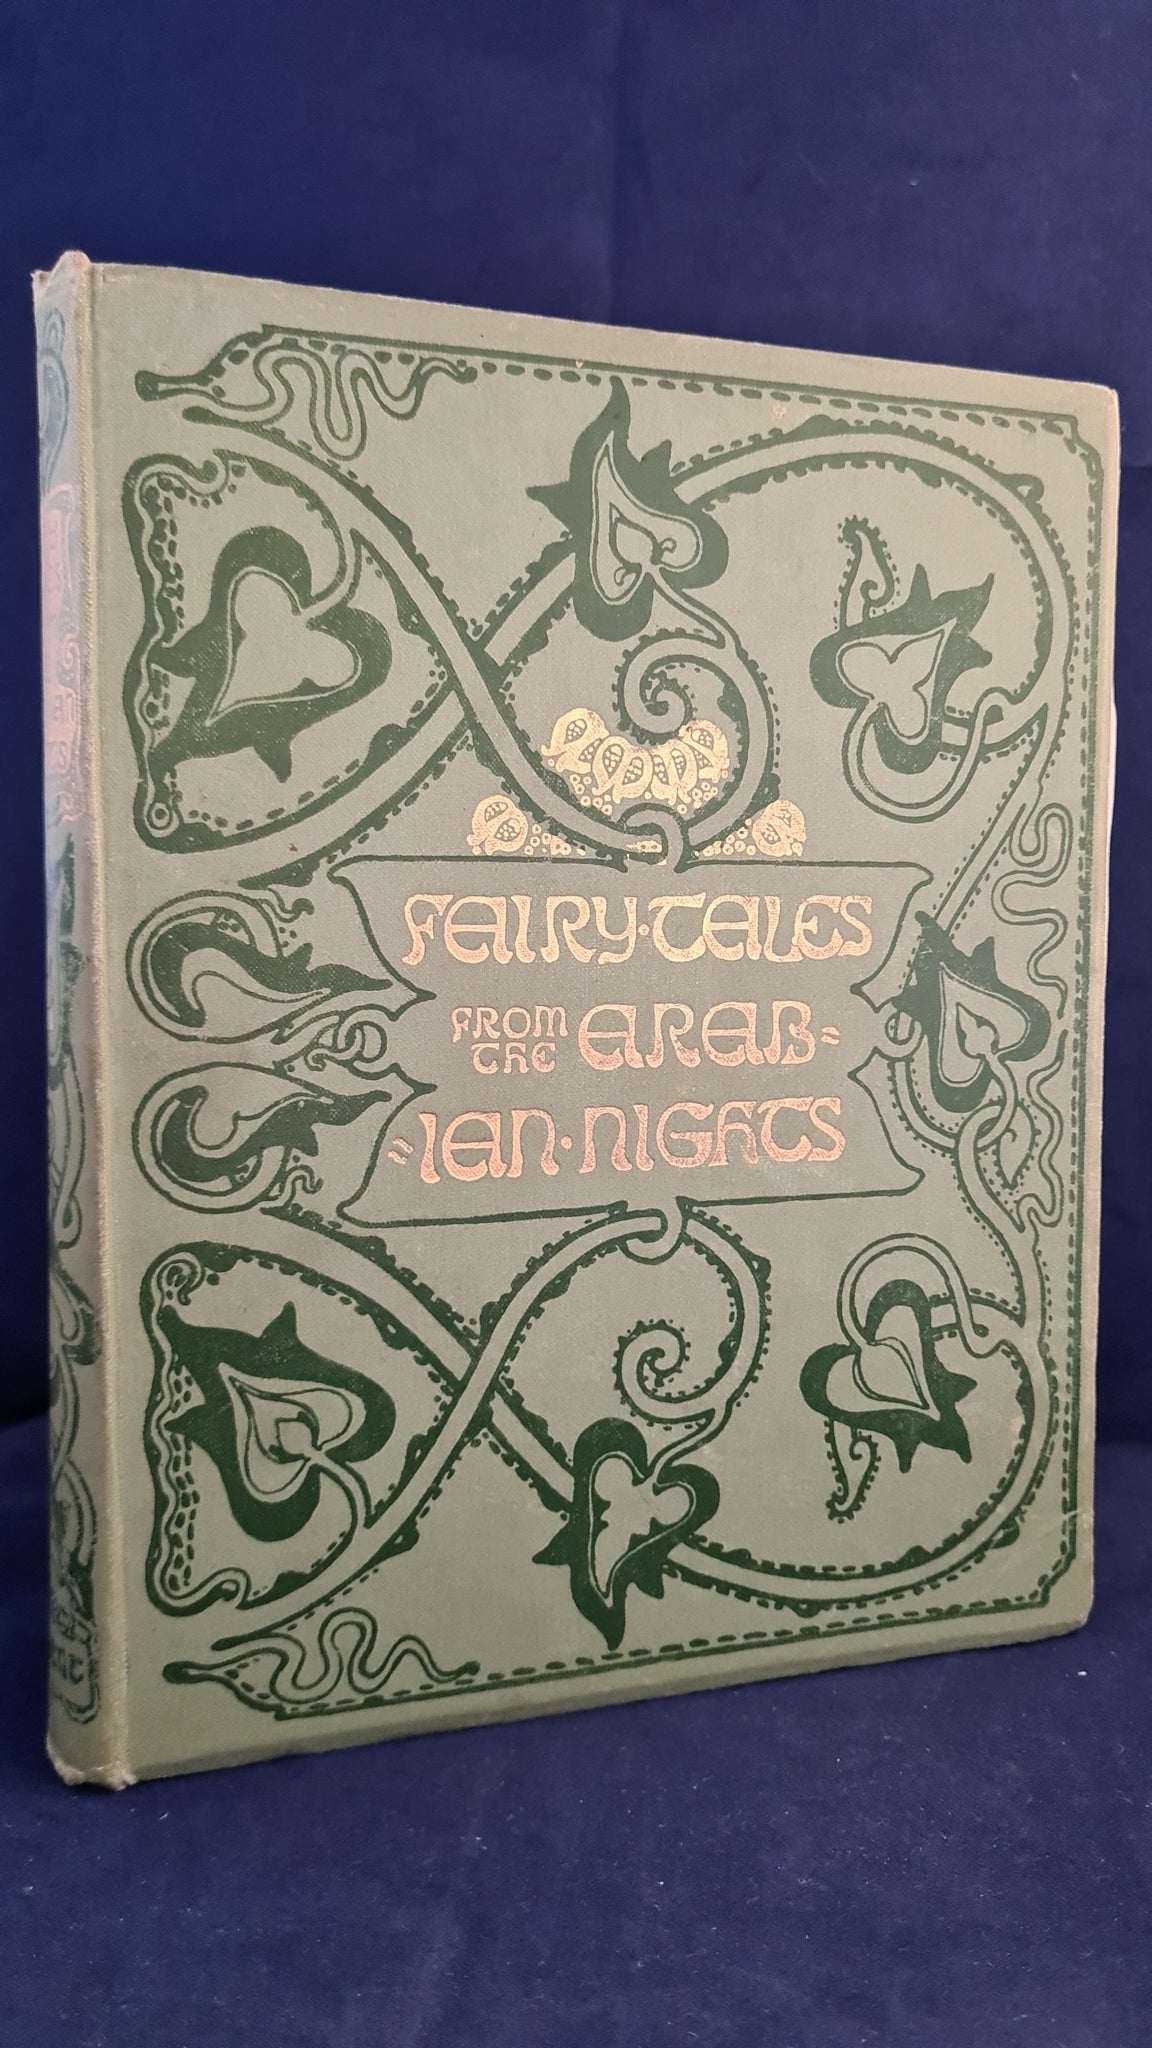 FAIRY·TALES
FROM THE ARAB=
=IAN·NIGHTS